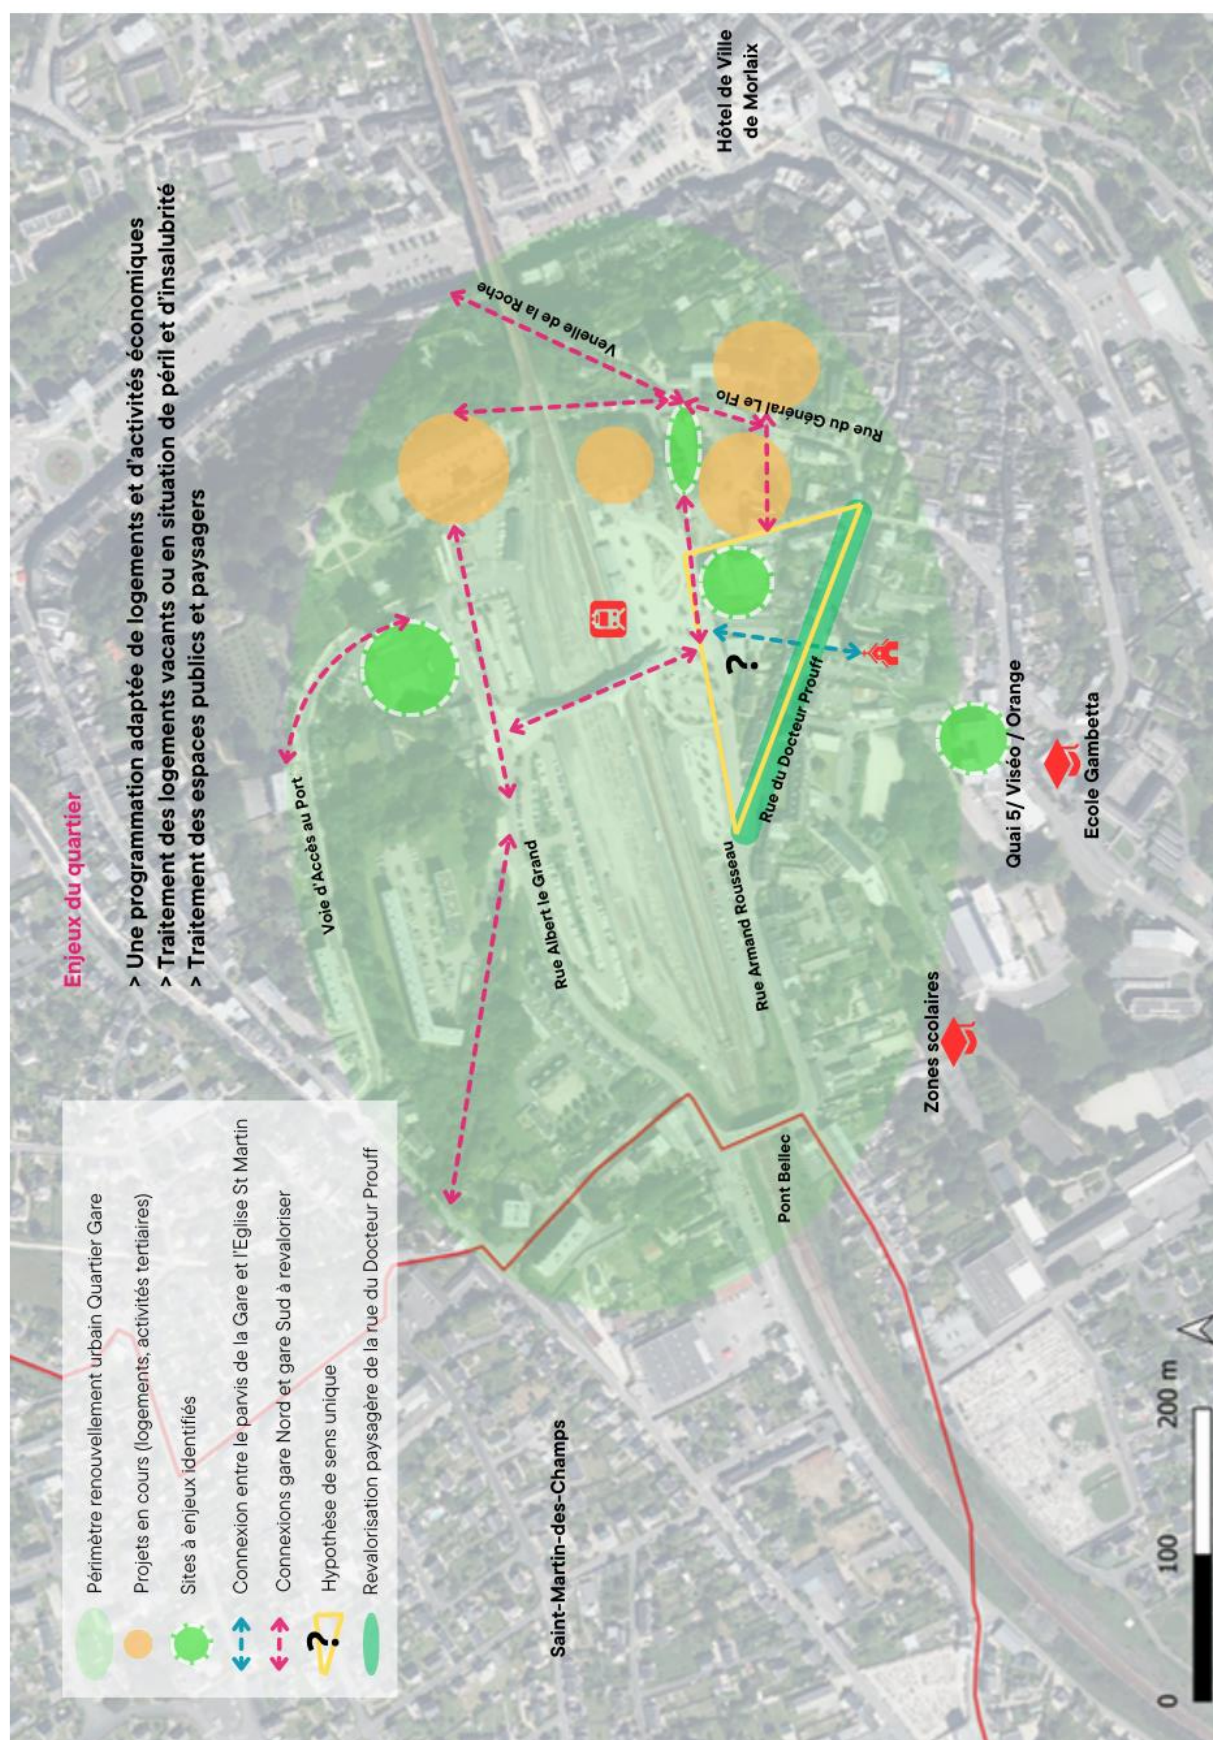 Enjeux du quartier
> Une programmation adaptée de logements et d'activités économiques
> Traitement des logements vacants ou en situation de péril et d'insalubrité
> Traitement des espaces publics et paysagers
Périmètre renouvellement urbain Quartier Gare
Projets en cours (logements, activités tertiaires)
Sites à enjeux identifiés
Connexion entre le parvis de la Gare et l'Eglise St Martin
Connexions gare Nord et gare Sud à revaloriser
?
Hypothèse de sens unique
Revalorisation paysagère de la rue du Docteur Prouff
Voie d'Accès au Port
Rue Albert le Grand
Venelle de la Roche
Rue du Général Le Flo
Hôtel de Ville
de Morlaix
?
Rue Armand Rousseau
Rue du Docteur Prouff
Pont Bellec
Saint-Martin-des-Champs
Zones scolaires
Quai 5/ Viséo / Orange
Ecole Gambetta
0 100 200 m